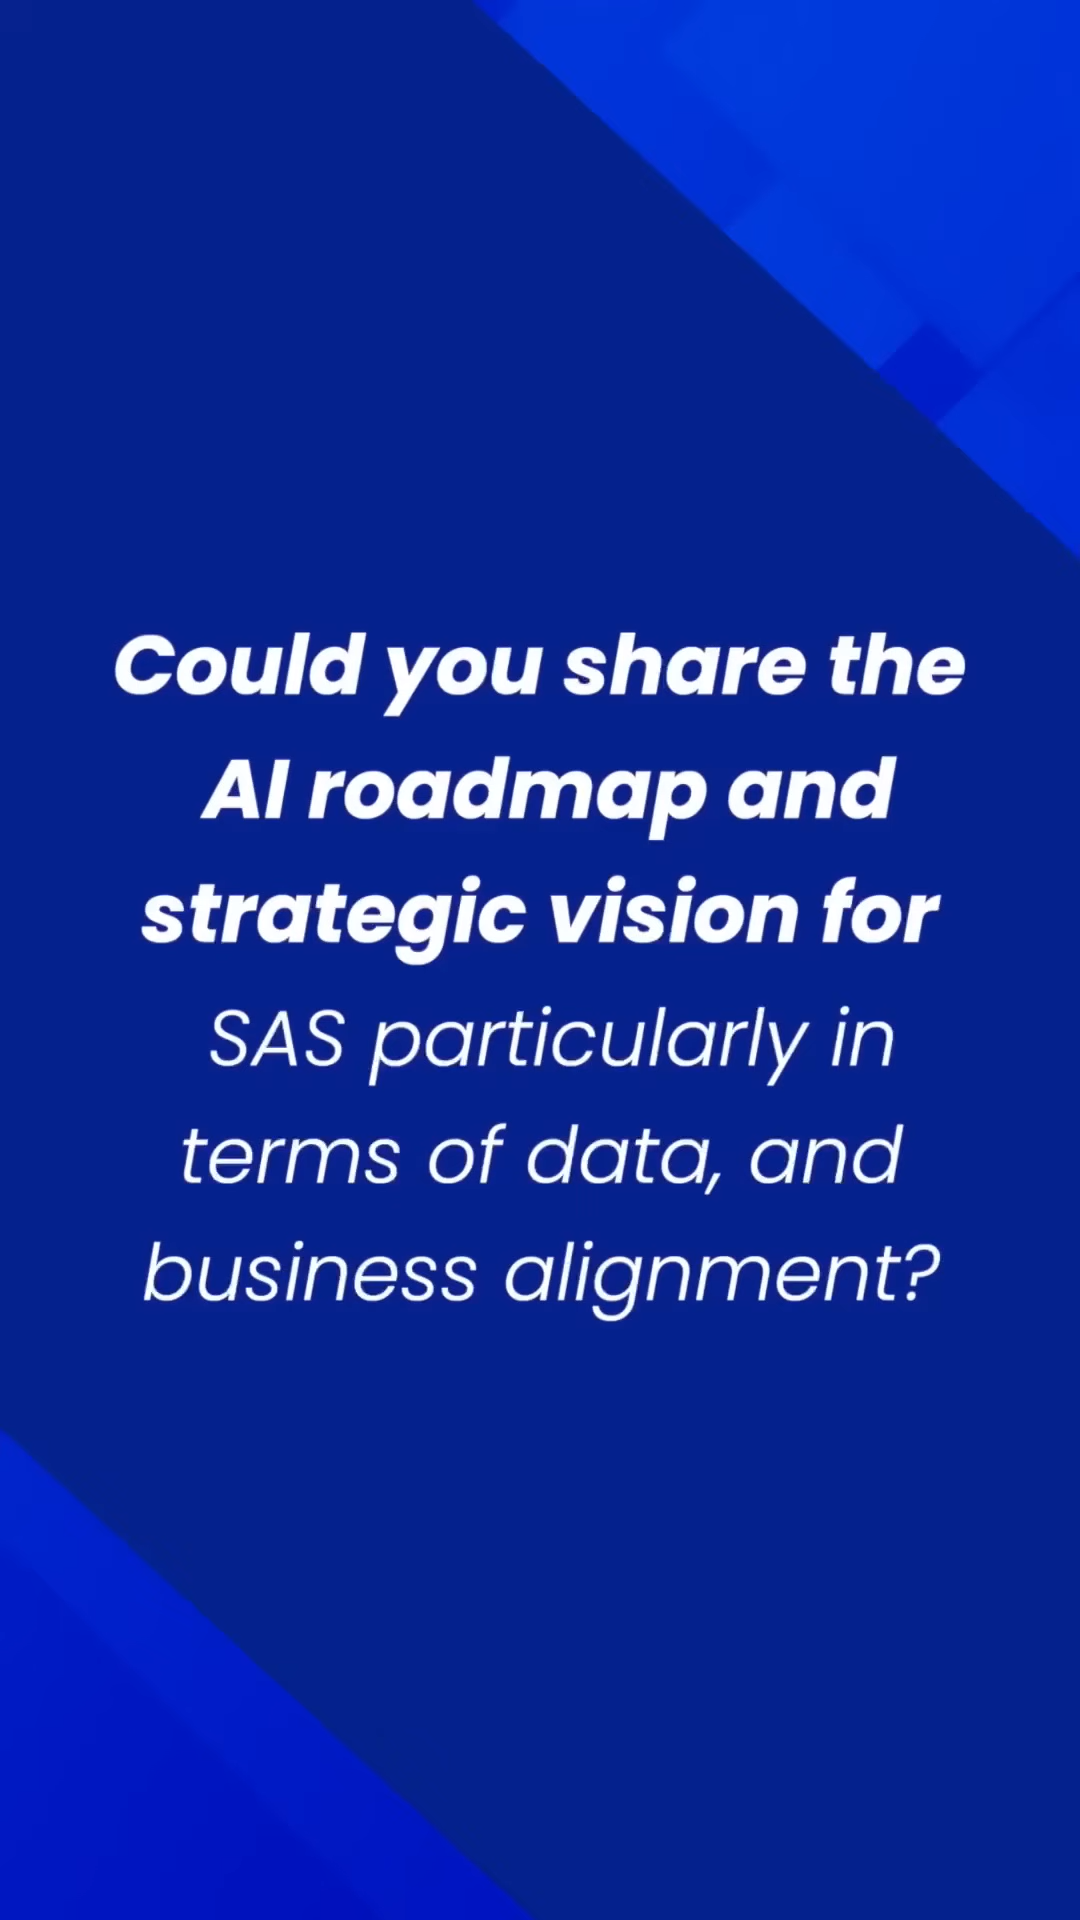 Could you share the
AI roadmap and
strategic vision for
SAS particularly in
terms of data, and
business alignment?